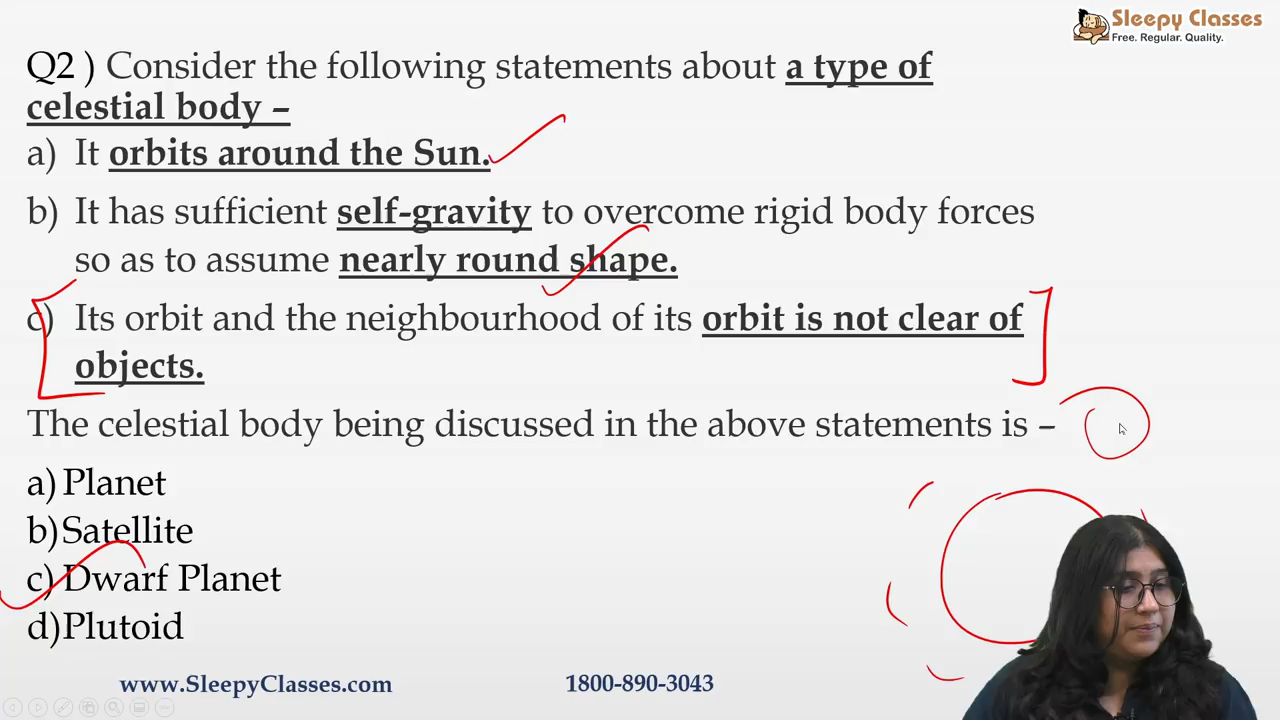 Sleepy Classes
Free. Regular. Quality.
Q2 ) Consider the following statements about a type of
celestial body –
a) It orbits around the Sun.
b) It has sufficient self-gravity to overcome rigid body forces
so as to assume nearly round shape.
c) Its orbit and the neighbourhood of its orbit is not clear of
objects.
The celestial body being discussed in the above statements is –
a) Planet
b) Satellite
c) Dwarf Planet
d) Plutoid
www.SleepyClasses.com 1800-890-3043